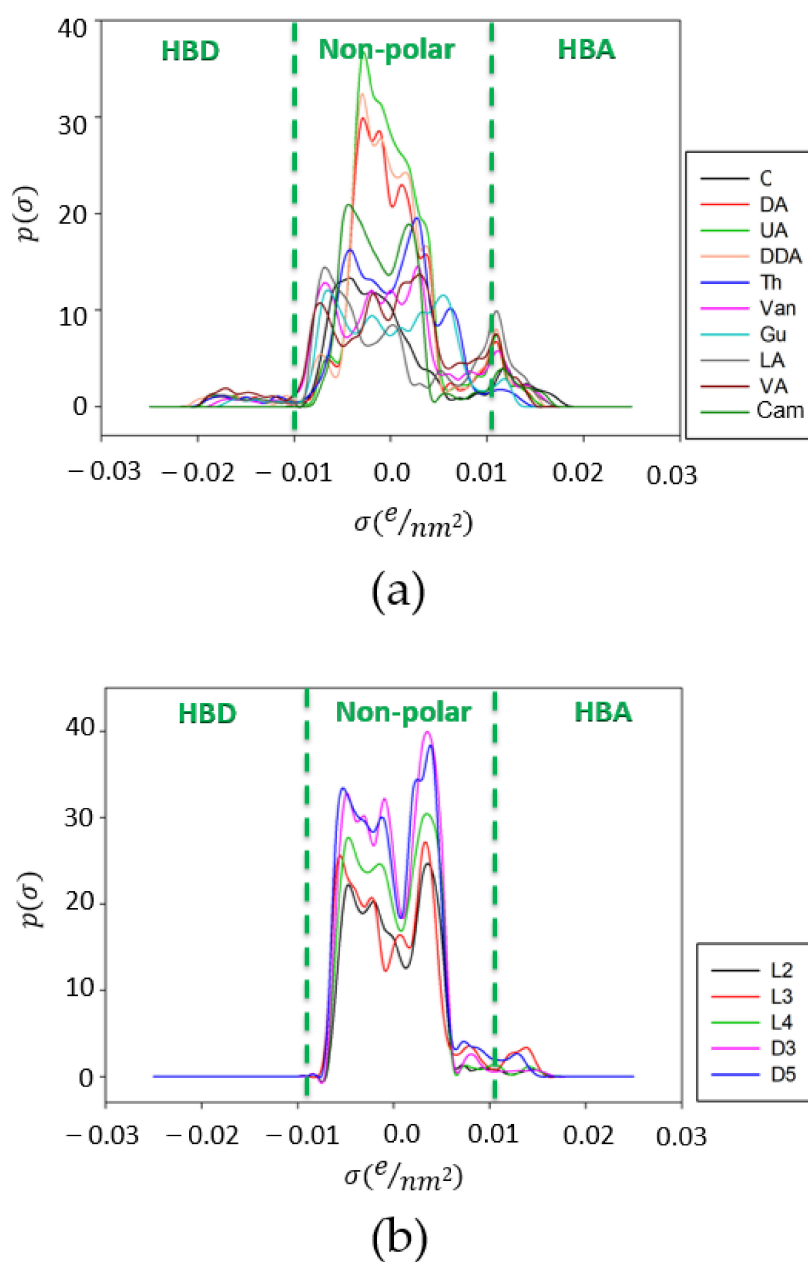 40
30
20
10
0
p(σ)
HBD Non-polar HBA
−0.03 −0.02 −0.01 0.0 0.01 0.02 0.03
σ(e/nm²)
C
DA
UA
DDA
Th
Van
Gu
LA
VA
Cam
(a)
40
30
20
10
0
p(σ)
HBD Non-polar HBA
−0.03 −0.02 −0.01 0.0 0.01 0.02 0.03
σ(e/nm²)
L2
L3
L4
D3
D5
(b)